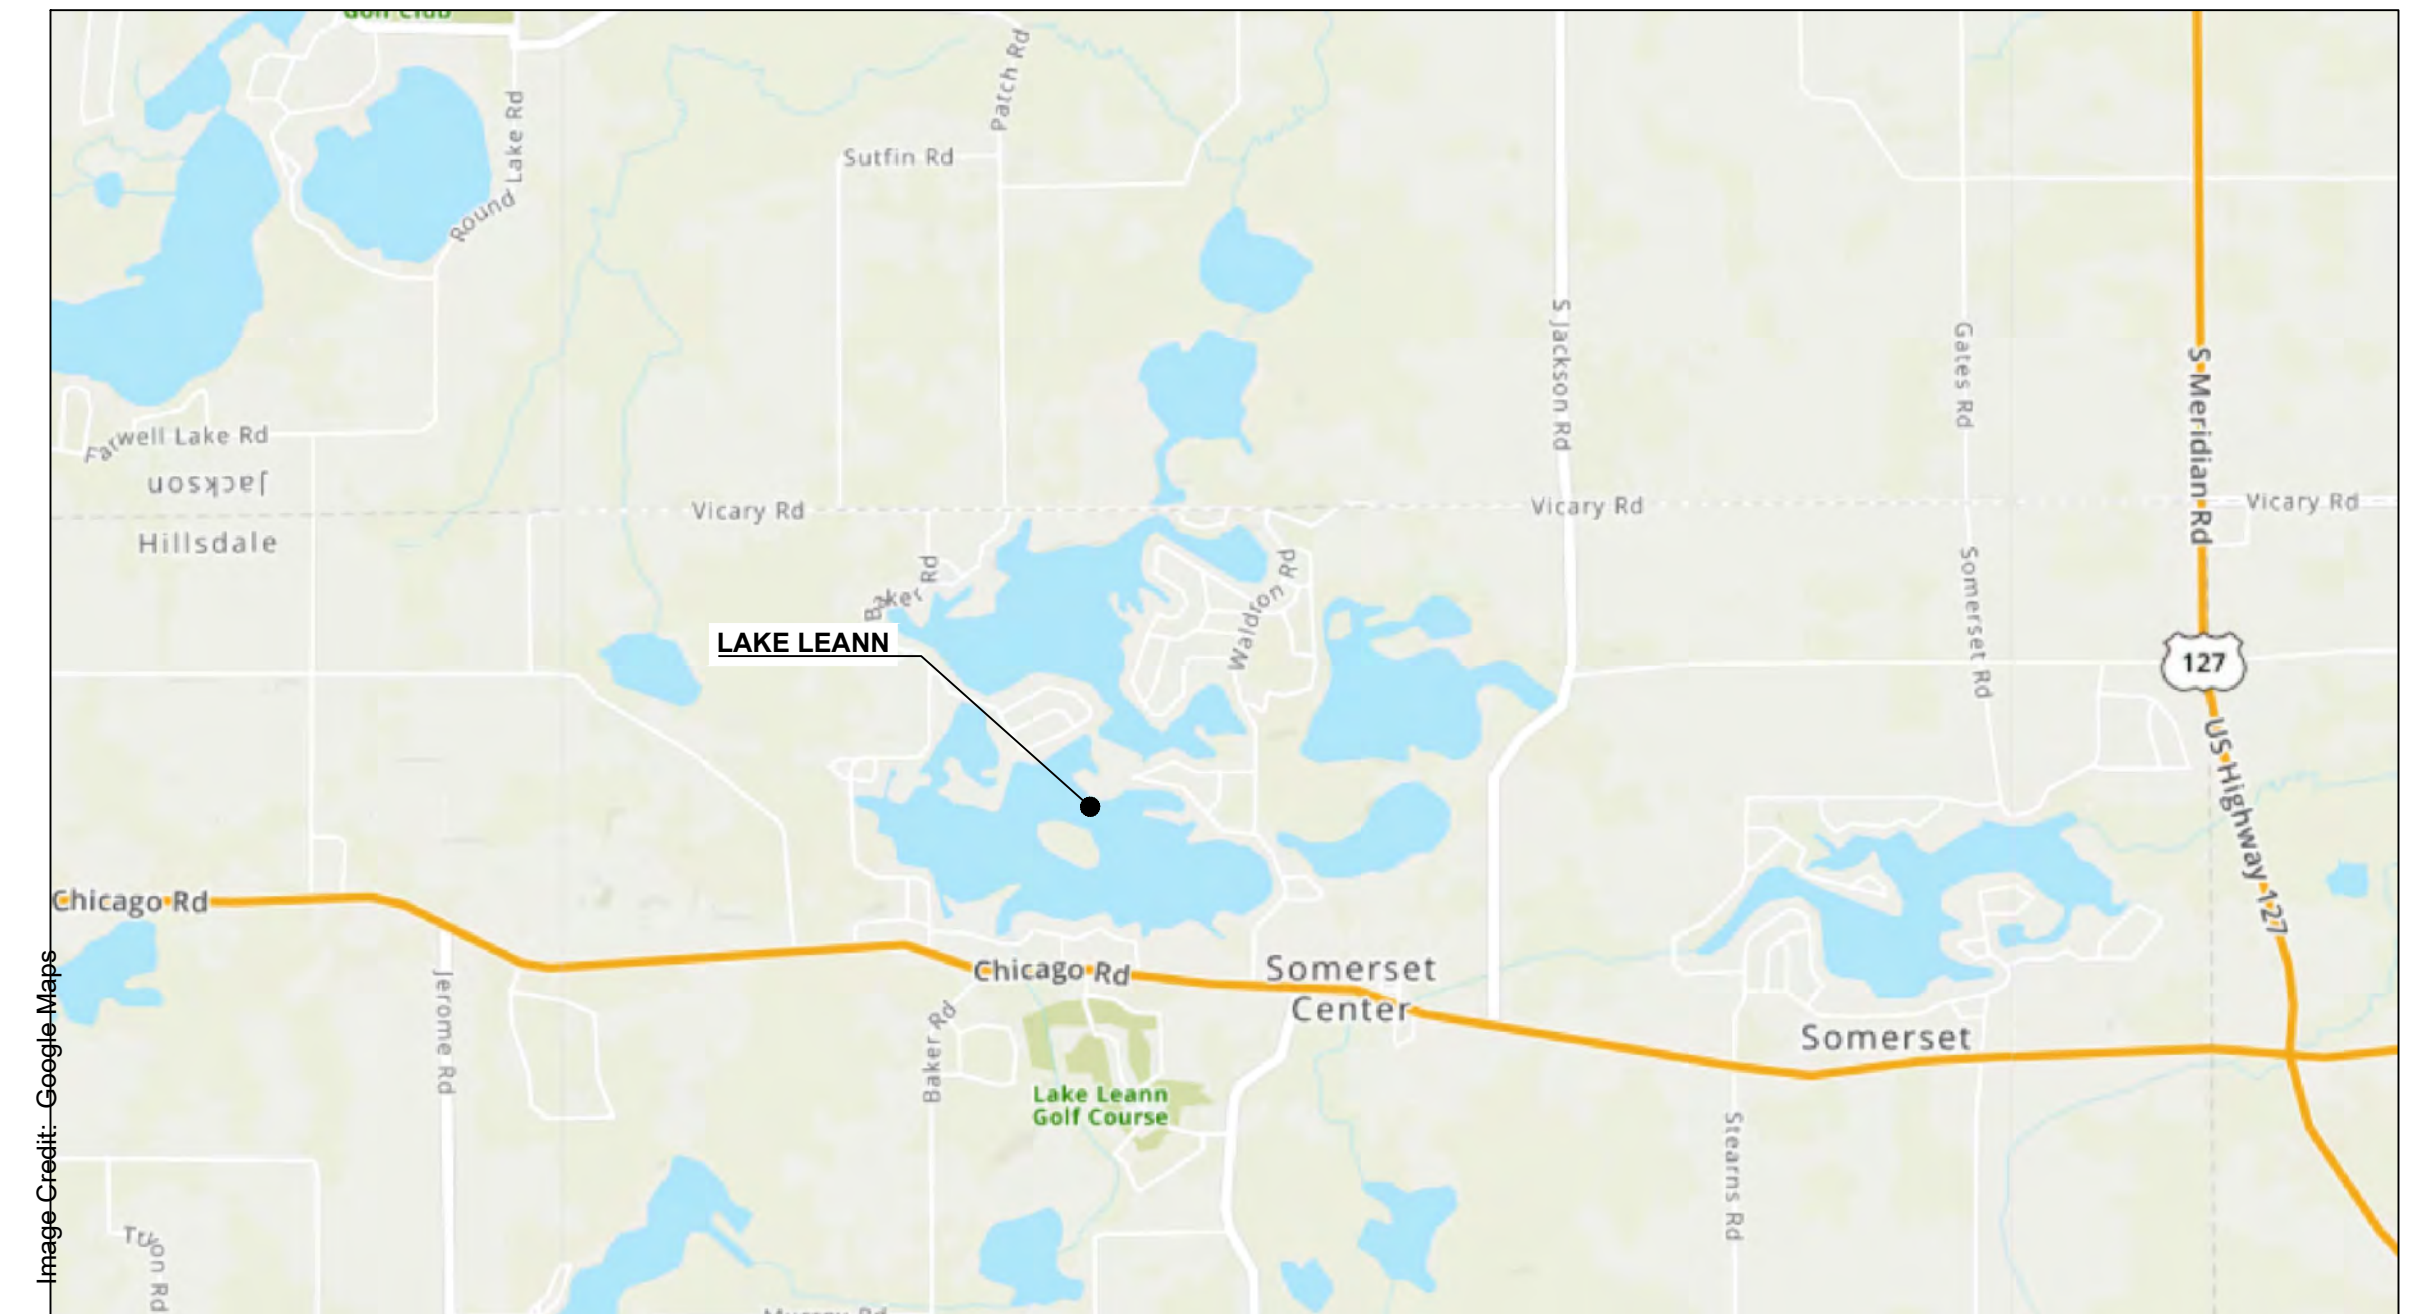 Golf Club
Patch Rd
Round Lake Rd
Sutfin Rd
S Jackson Rd
Gates Rd
S Meridian Rd
Farwell Lake Rd
Jackson
Hillsdale
Vicary Rd
Vicary Rd
Vicary Rd
Baker Rd
Waldron Rd
Somerset Rd
LAKE LEANN
127
US Highway 127
Chicago Rd
Chicago Rd
Somerset
Center
Somerset
Jerome Rd
Baker Rd
Lake Leann
Golf Course
Stearns Rd
Image Credit: Google Maps